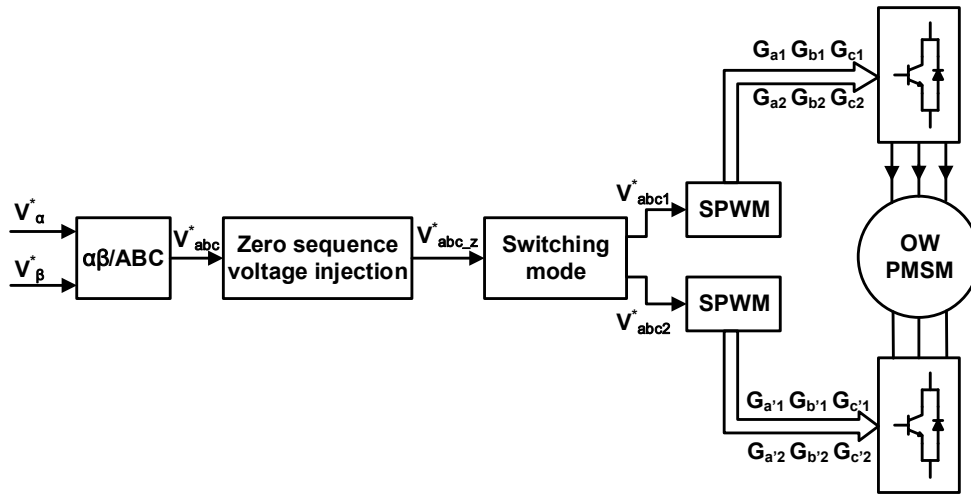 V*α
V*β
αβ/ABC
V*abc
Zero sequence
voltage injection
V*abc_z
Switching
mode
V*abc1
SPWM
V*abc2
SPWM
Ga1 Gb1 Gc1
Ga2 Gb2 Gc2
OW
PMSM
Ga'1 Gb'1 Gc'1
Ga'2 Gb'2 Gc'2